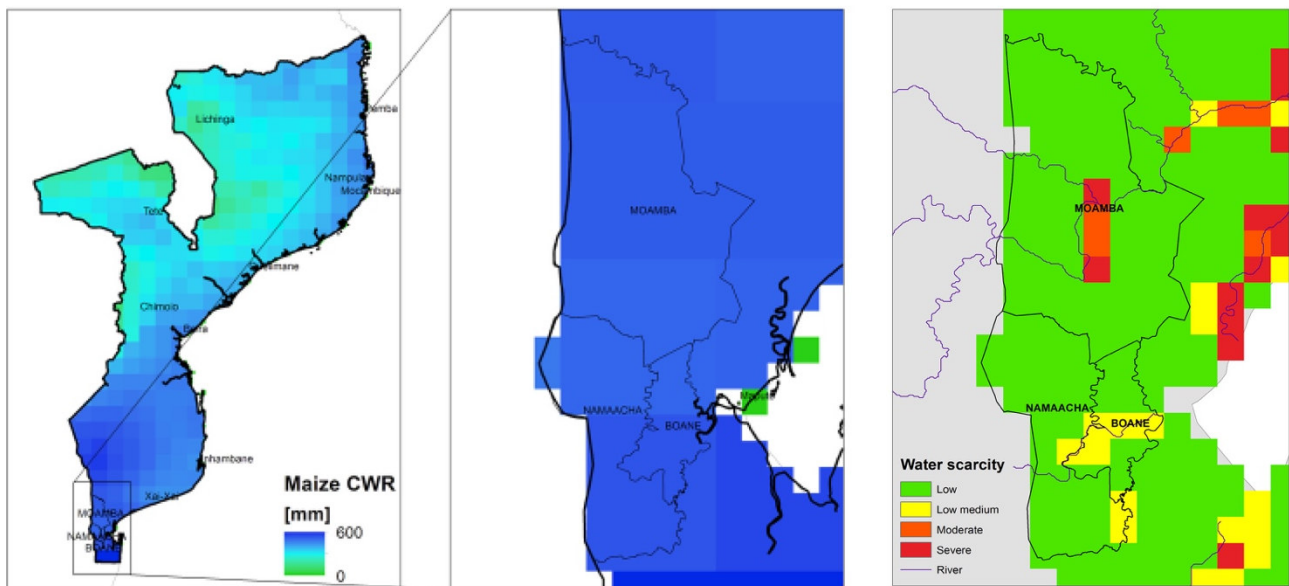 Pemba
Lichinga
Nampula
Mocambique
Tete
Quelimane
Chimoio
Beira
Inhambane
Xai-Xai
MOAMBA
NAMAACHA
BOANE
Maize CWR
[mm]
600
0
MOAMBA
Maputo
NAMAACHA
BOANE
MOAMBA
NAMAACHA
BOANE
Water scarcity
Low
Low medium
Moderate
Severe
River